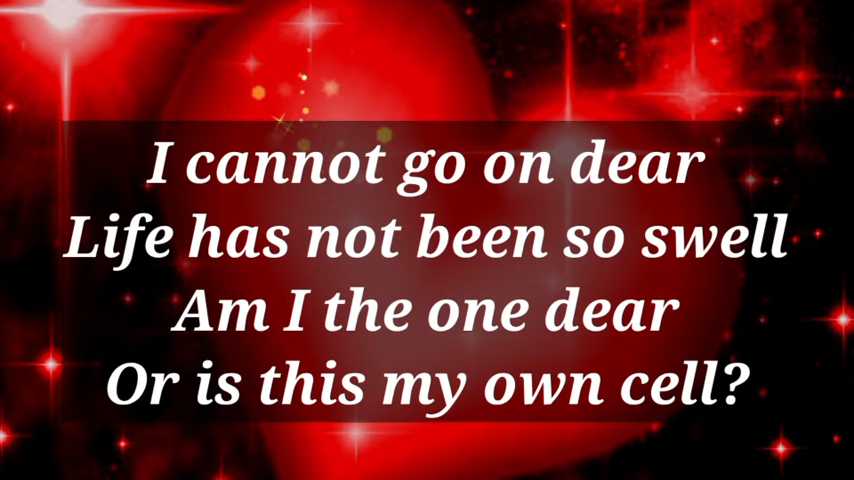 I cannot go on dear
Life has not been so swell
Am I the one dear
Or is this my own cell?